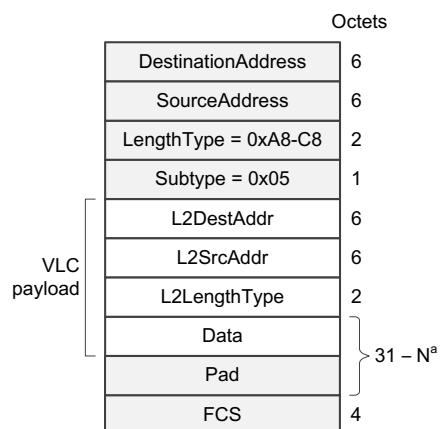 Octets
DestinationAddress 6
SourceAddress 6
LengthType = 0xA8-C8 2
Subtype = 0x05 1
L2DestAddr 6
L2SrcAddr 6
VLC
payload
L2LengthType 2
Data
31 – Nᵃ
Pad
FCS 4